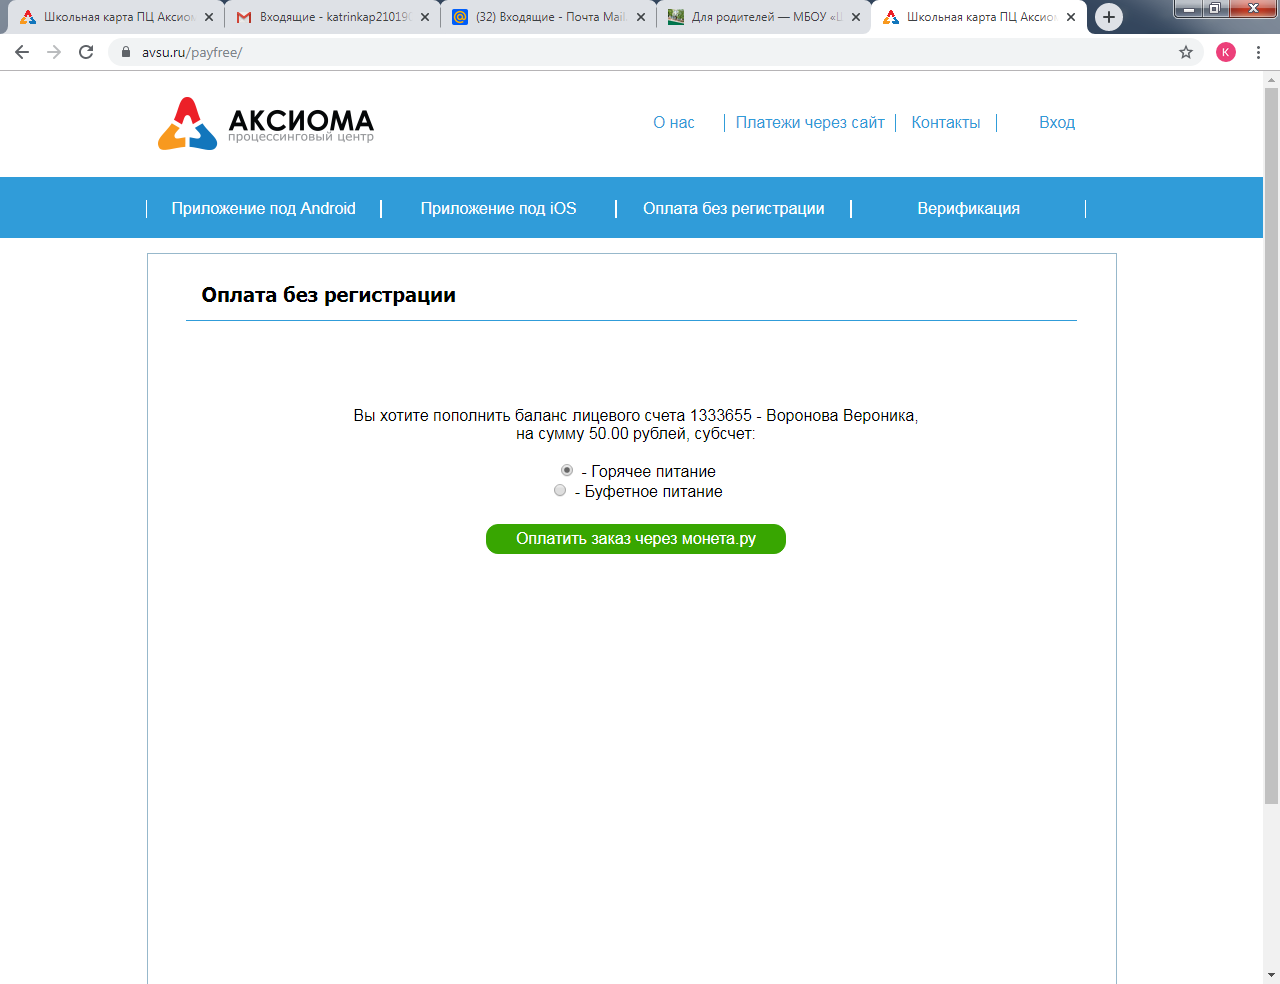 Школьная карта ПЦ Аксиом
Входящие - katrinkap21019
(32) Входящие - Почта Mail
Для родителей — МБОУ «Ш
Школьная карта ПЦ Аксиом
avsu.ru/payfree/
К
АКСИОМА
процессинговый центр
О нас
Платежи через сайт
Контакты
Вход
Приложение под Android
Приложение под iOS
Оплата без регистрации
Верификация
Оплата без регистрации
Вы хотите пополнить баланс лицевого счета 1333655 - Воронова Вероника,
на сумму 50.00 рублей, субсчет:
- Горячее питание
- Буфетное питание
Оплатить заказ через монета.ру